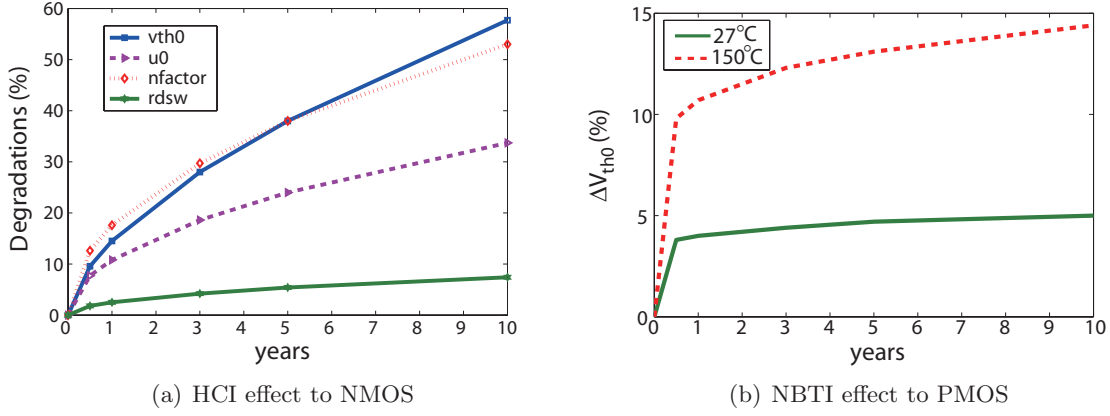 60
50
40
30
20
10
0
Degradations (%)
vth0
u0
nfactor
rdsw
0 1 2 3 4 5 6 7 8 9 10
years
(a) HCI effect to NMOS
15
10
5
0
ΔVth0 (%)
27°C
150°C
0 1 2 3 4 5 6 7 8 9 10
years
(b) NBTI effect to PMOS